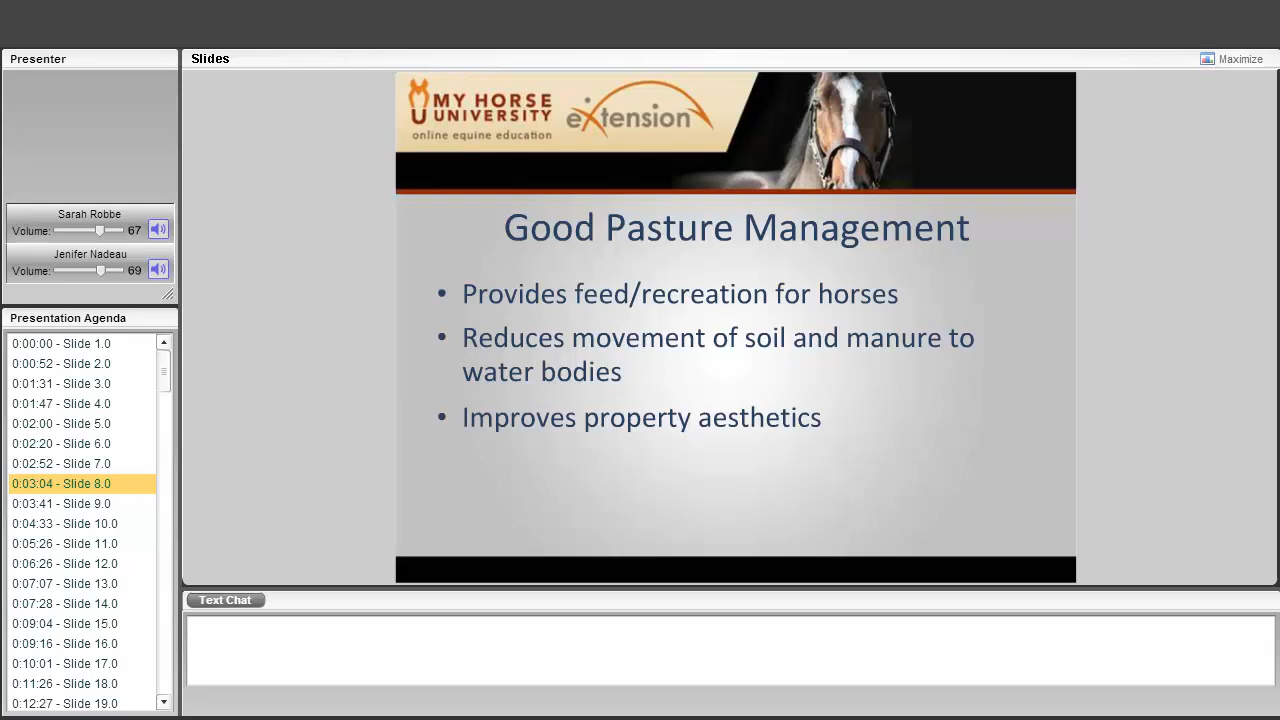 Presenter
Slides
Maximize
MY HORSE
UNIVERSITY
online equine education
eXtension
Sarah Robbe
Volume: 67
Jenifer Nadeau
Volume: 69
Presentation Agenda
0:00:00 - Slide 1.0
0:00:52 - Slide 2.0
0:01:31 - Slide 3.0
0:01:47 - Slide 4.0
0:02:00 - Slide 5.0
0:02:20 - Slide 6.0
0:02:52 - Slide 7.0
0:03:04 - Slide 8.0
0:03:41 - Slide 9.0
0:04:33 - Slide 10.0
0:05:26 - Slide 11.0
0:06:26 - Slide 12.0
0:07:07 - Slide 13.0
0:07:28 - Slide 14.0
0:09:04 - Slide 15.0
0:09:16 - Slide 16.0
0:10:01 - Slide 17.0
0:11:26 - Slide 18.0
0:12:27 - Slide 19.0
Good Pasture Management
• Provides feed/recreation for horses
• Reduces movement of soil and manure to
water bodies
• Improves property aesthetics
Text Chat